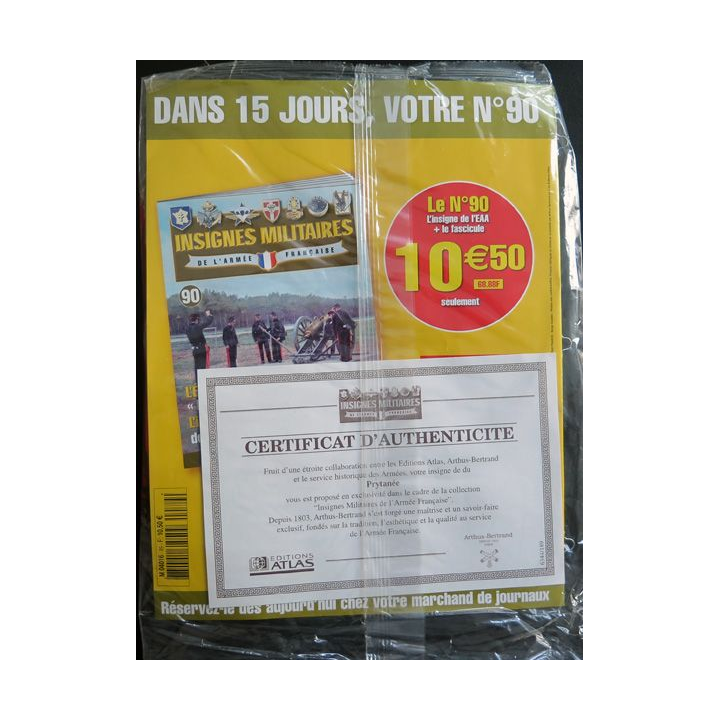 DANS 15 JOURS, VOTRE N°90
INSIGNES MILITAIRES
DE L'ARMÉE FRANÇAISE
90
Le N°90
L'insigne de l'EAA
+ le fascicule
10€50
68.88F
seulement
INSIGNES MILITAIRES
CERTIFICAT D'AUTHENTICITE
Fruit d'une étroite collaboration entre les Editions Atlas, Arthus-Bertrand
et le service historique des Armées, votre insigne de du
Prytanée
vous est proposé en exclusivité dans le cadre de la collection
"Insignes Militaires de l'Armée Française".
Depuis 1803, Arthus-Bertrand s'est forgé une maîtrise et un savoir-faire
exclusif, fondés sur la tradition, l'esthétique et la qualité au service
de l'Armée Française.
EDITIONS
ATLAS
Arthus-Bertrand
F: 10,50 €
Réservez-le dès aujourd'hui chez votre marchand de journaux